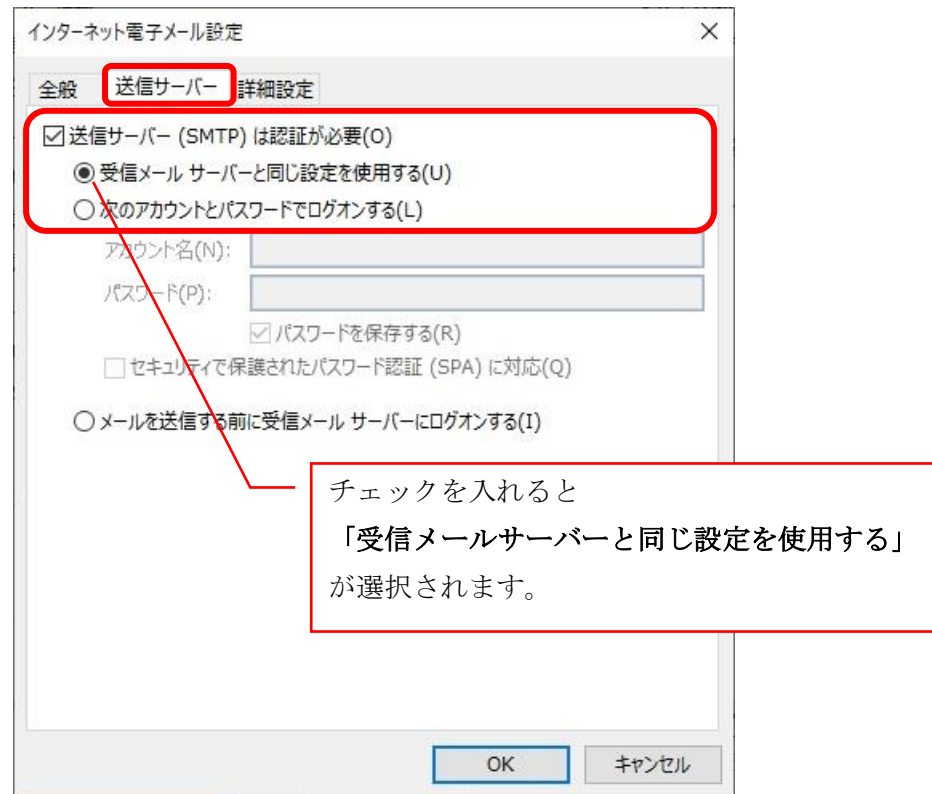 インターネット電子メール設定
全般 送信サーバー 詳細設定
送信サーバー (SMTP) は認証が必要(O)
受信メール サーバーと同じ設定を使用する(U)
次のアカウントとパスワードでログオンする(L)
アカウント名(N):
パスワード(P):
パスワードを保存する(R)
セキュリティで保護されたパスワード認証 (SPA) に対応(Q)
メールを送信する前に受信メール サーバーにログオンする(I)
チェックを入れると
「受信メールサーバーと同じ設定を使用する」
が選択されます。
OK キャンセル